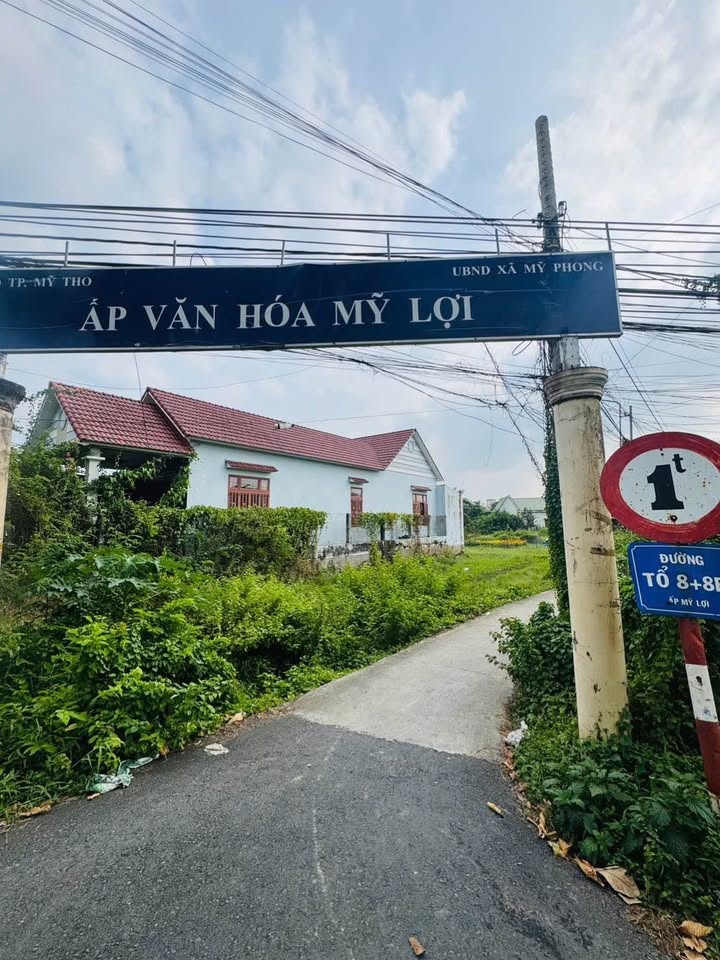 TP. MỸ THO
UBND XÃ MỸ PHONG
ẤP VĂN HÓA MỸ LỢI
1t
ĐƯỜNG
TỔ 8+8B
ẤP MỸ LỢI